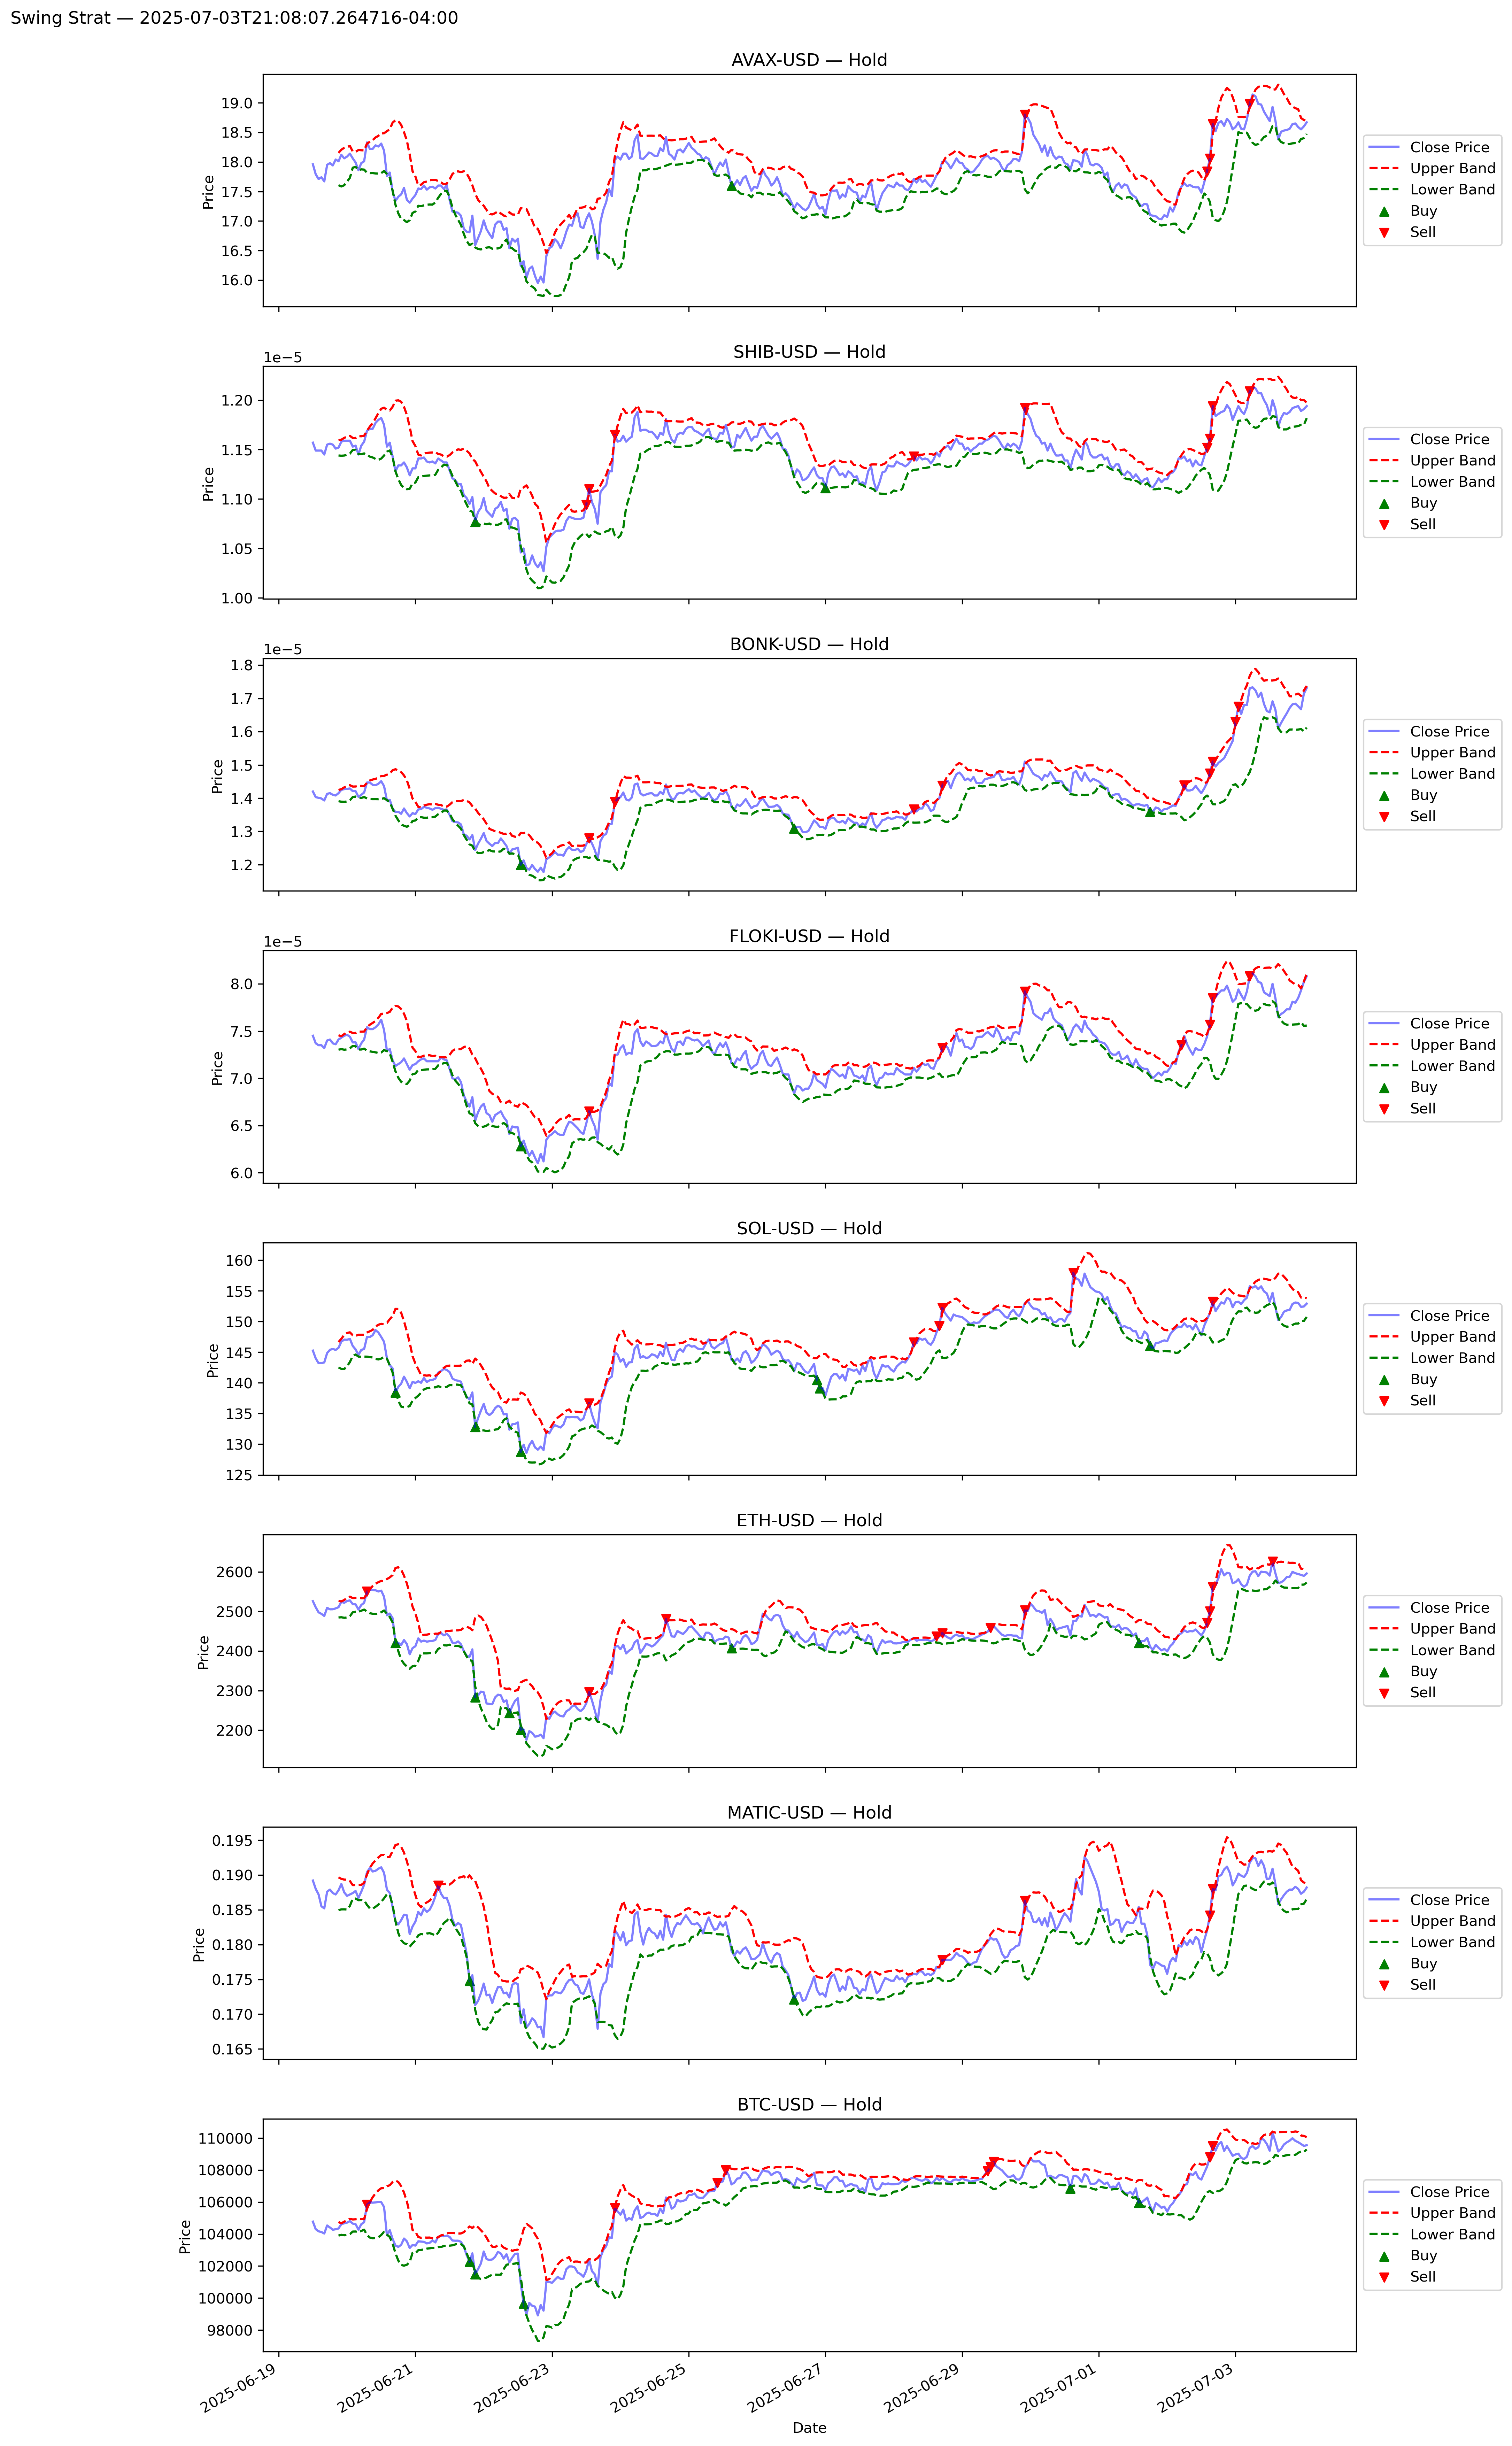 Swing Strat — 2025-07-03T21:08:07.264716-04:00
AVAX-USD — Hold
19.0
18.5
18.0
17.5
17.0
16.5
16.0
Price
Close Price
Upper Band
Lower Band
Buy
Sell
SHIB-USD — Hold
1e−5
1.20
1.15
1.10
1.05
1.00
Price
Close Price
Upper Band
Lower Band
Buy
Sell
BONK-USD — Hold
1e−5
1.8
1.7
1.6
1.5
1.4
1.3
1.2
Price
Close Price
Upper Band
Lower Band
Buy
Sell
FLOKI-USD — Hold
1e−5
8.0
7.5
7.0
6.5
6.0
Price
Close Price
Upper Band
Lower Band
Buy
Sell
SOL-USD — Hold
160
155
150
145
140
135
130
125
Price
Close Price
Upper Band
Lower Band
Buy
Sell
ETH-USD — Hold
2600
2500
2400
2300
2200
Price
Close Price
Upper Band
Lower Band
Buy
Sell
MATIC-USD — Hold
0.195
0.190
0.185
0.180
0.175
0.170
0.165
Price
Close Price
Upper Band
Lower Band
Buy
Sell
BTC-USD — Hold
110000
108000
106000
104000
102000
100000
98000
Price
Close Price
Upper Band
Lower Band
Buy
Sell
2025-06-19
2025-06-21
2025-06-23
2025-06-25
2025-06-27
2025-06-29
2025-07-01
2025-07-03
Date